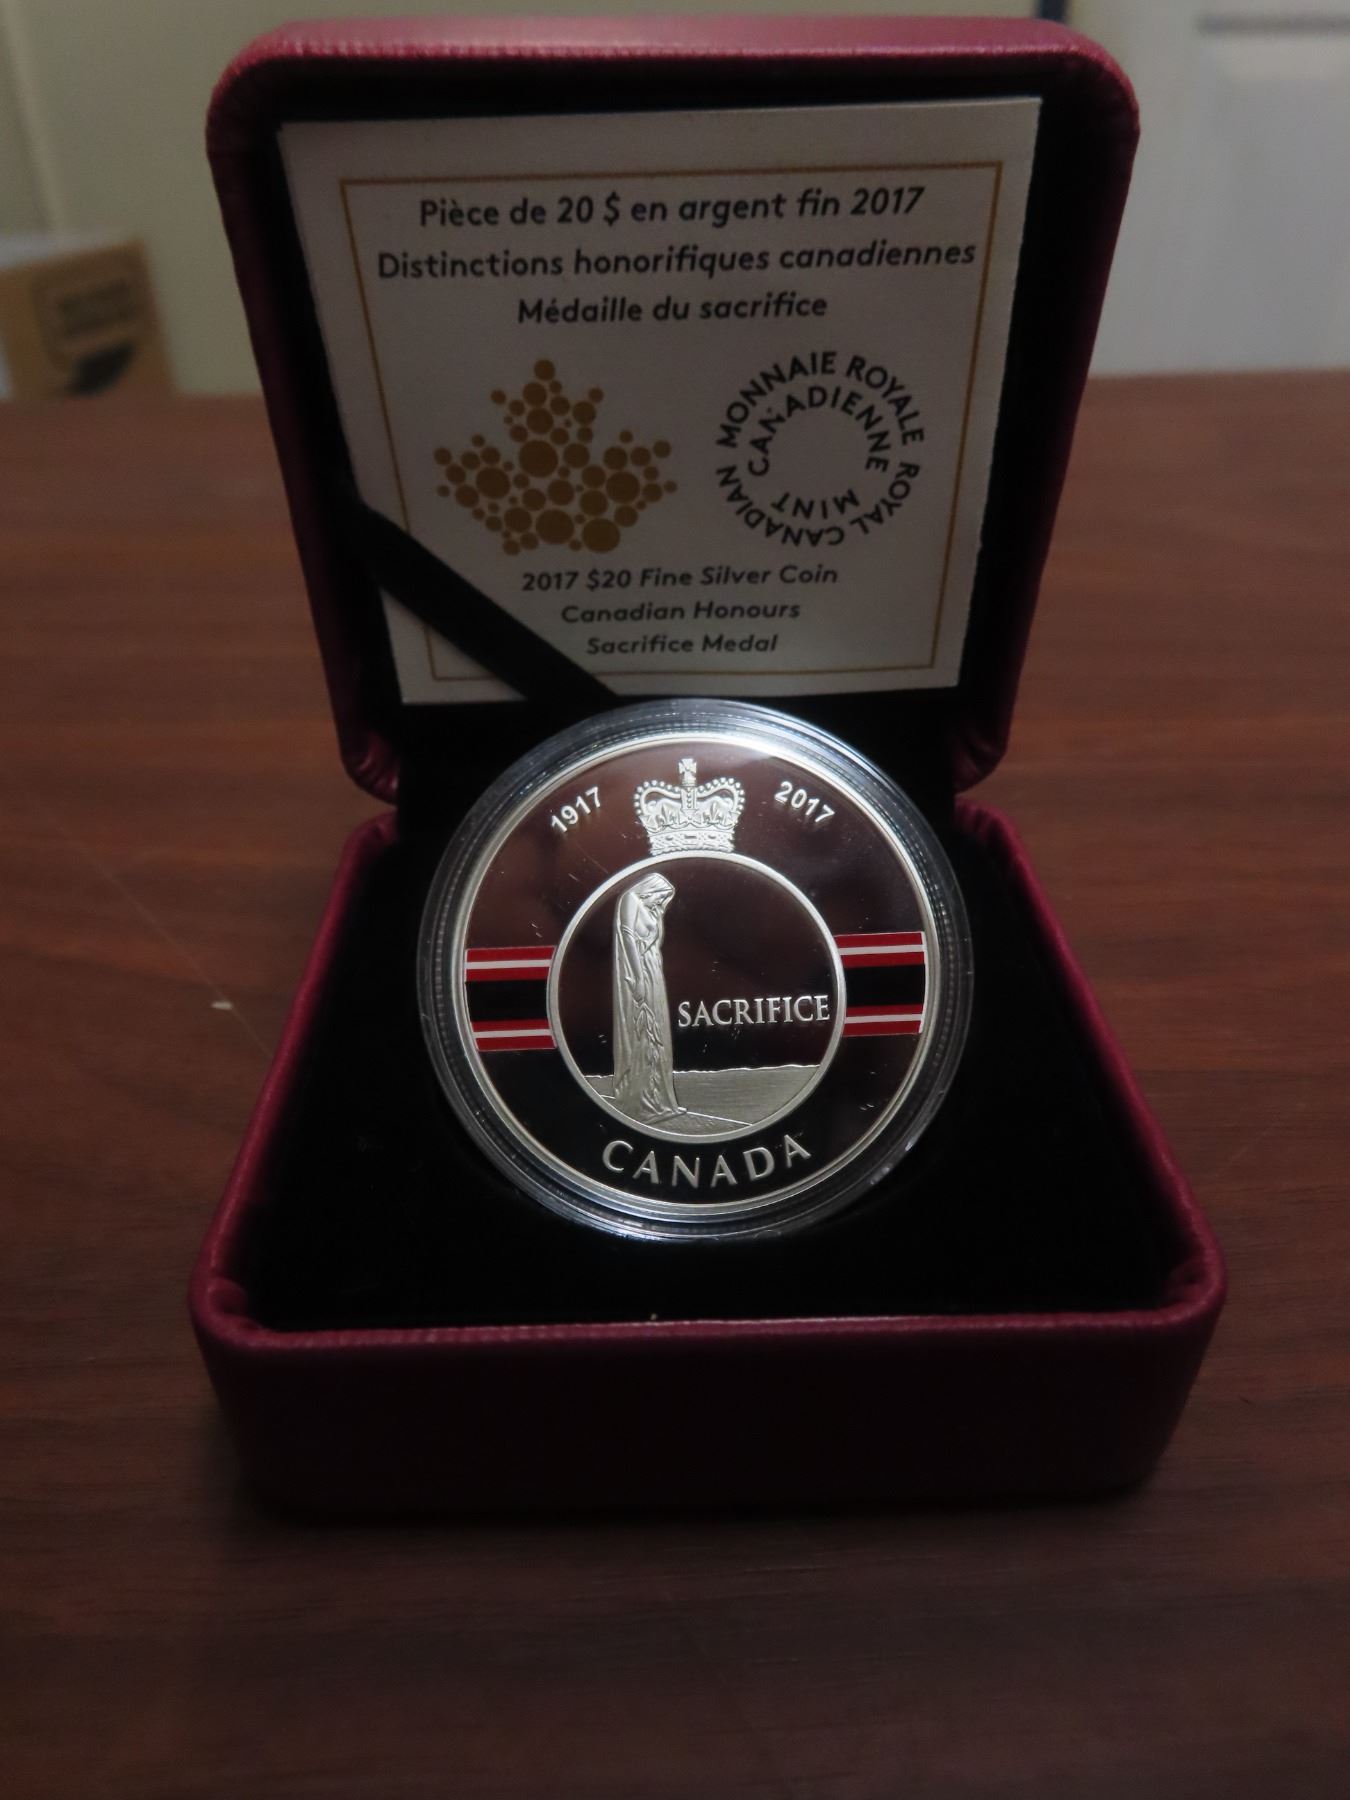 Pièce de 20 $ en argent fin 2017
Distinctions honorifiques canadiennes
Médaille du sacrifice
MONNAIE ROYALE CANADIENNE
ROYAL CANADIAN MINT
2017 $20 Fine Silver Coin
Canadian Honours
Sacrifice Medal
1917 2017
SACRIFICE
CANADA